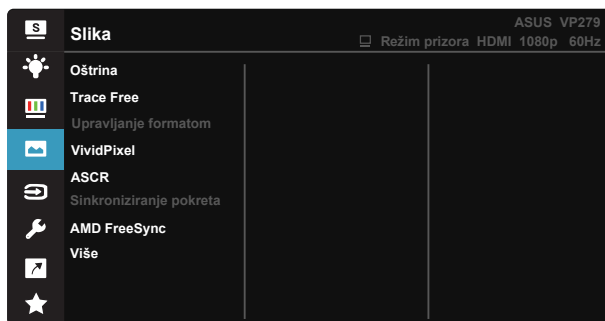 S
Slika
ASUS VP279
Režim prizora HDMI 1080p 60Hz
Oštrina
Trace Free
Upravljanje formatom
VividPixel
ASCR
Sinkroniziranje pokreta
AMD FreeSync
Više